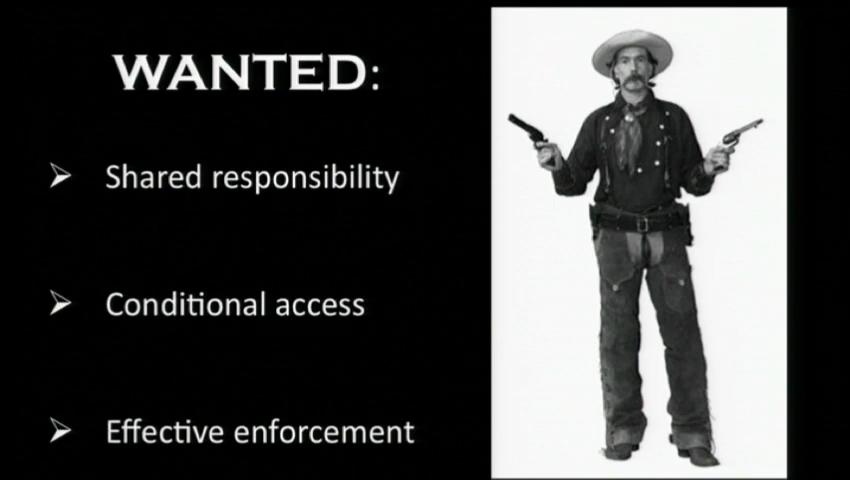 WANTED:
Shared responsibility
Conditional access
Effective enforcement